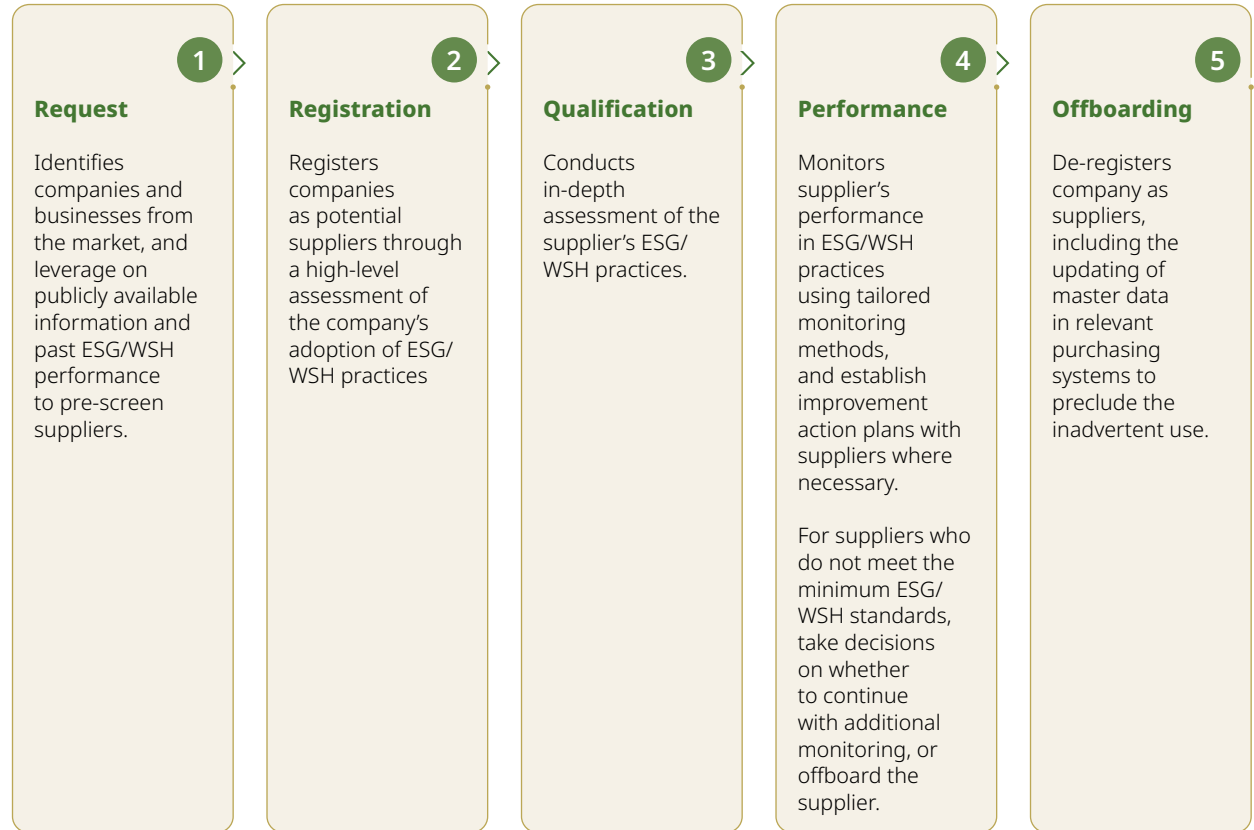 1
Request
Identifies
companies and
businesses from
the market, and
leverage on
publicly available
information and
past ESG/WSH
performance
to pre-screen
suppliers.
2
Registration
Registers
companies
as potential
suppliers through
a high-level
assessment of
the company’s
adoption of ESG/
WSH practices
3
Qualification
Conducts
in-depth
assessment of the
supplier’s ESG/
WSH practices.
4
Performance
Monitors
supplier’s
performance
in ESG/WSH
practices
using tailored
monitoring
methods,
and establish
improvement
action plans with
suppliers where
necessary.
For suppliers who
do not meet the
minimum ESG/
WSH standards,
take decisions
on whether
to continue
with additional
monitoring, or
offboard the
supplier.
5
Offboarding
De-registers
company as
suppliers,
including the
updating of
master data
in relevant
purchasing
systems to
preclude the
inadvertent use.